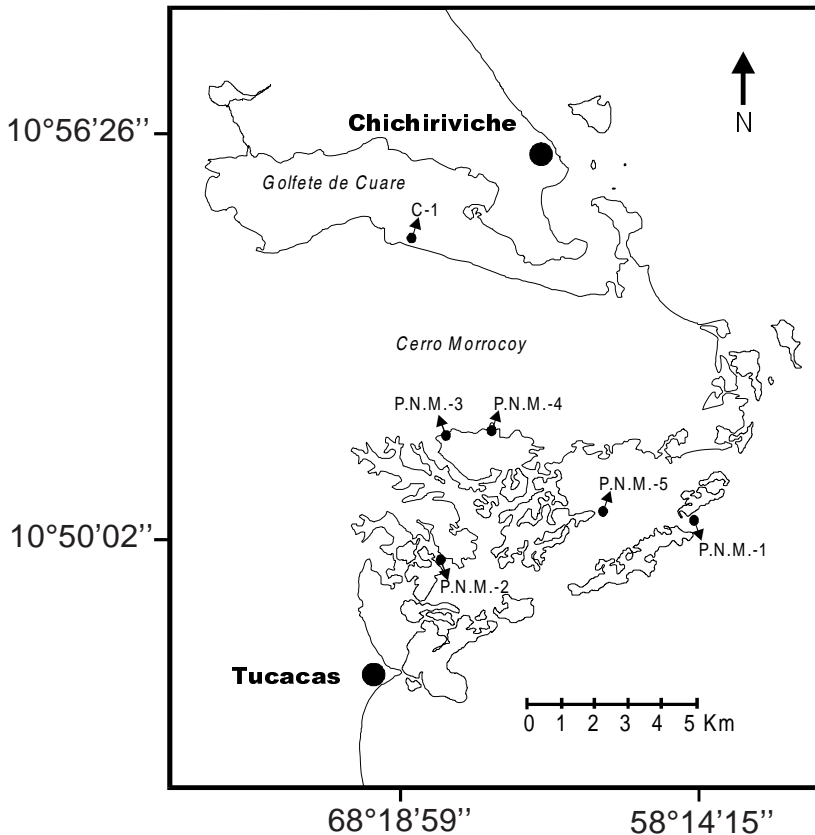 10°56’26’’
Chichiriviche
N
Golfete de Cuare
C-1
Cerro Morrocoy
P.N.M.-3
P.N.M.-4
P.N.M.-5
10°50’02’’
P.N.M.-1
P.N.M.-2
Tucacas
0 1 2 3 4 5 Km
68°18’59’’
58°14’15’’